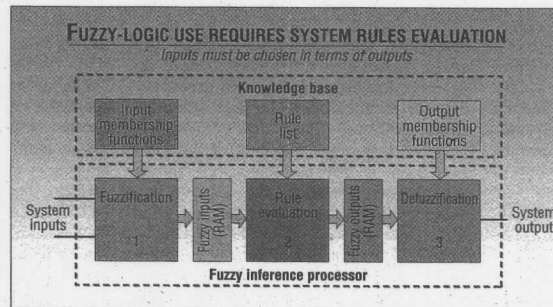 FUZZY-LOGIC USE REQUIRES SYSTEM RULES EVALUATION
Inputs must be chosen in terms of outputs
Knowledge base
Input
membership
functions
Rule
list
Output
membership
functions
System
inputs
Fuzzification
1
Fuzzy inputs
(RAM)
Rule
evaluation
2
Fuzzy outputs
(RAM)
Defuzzification
3
System
output
Fuzzy inference processor